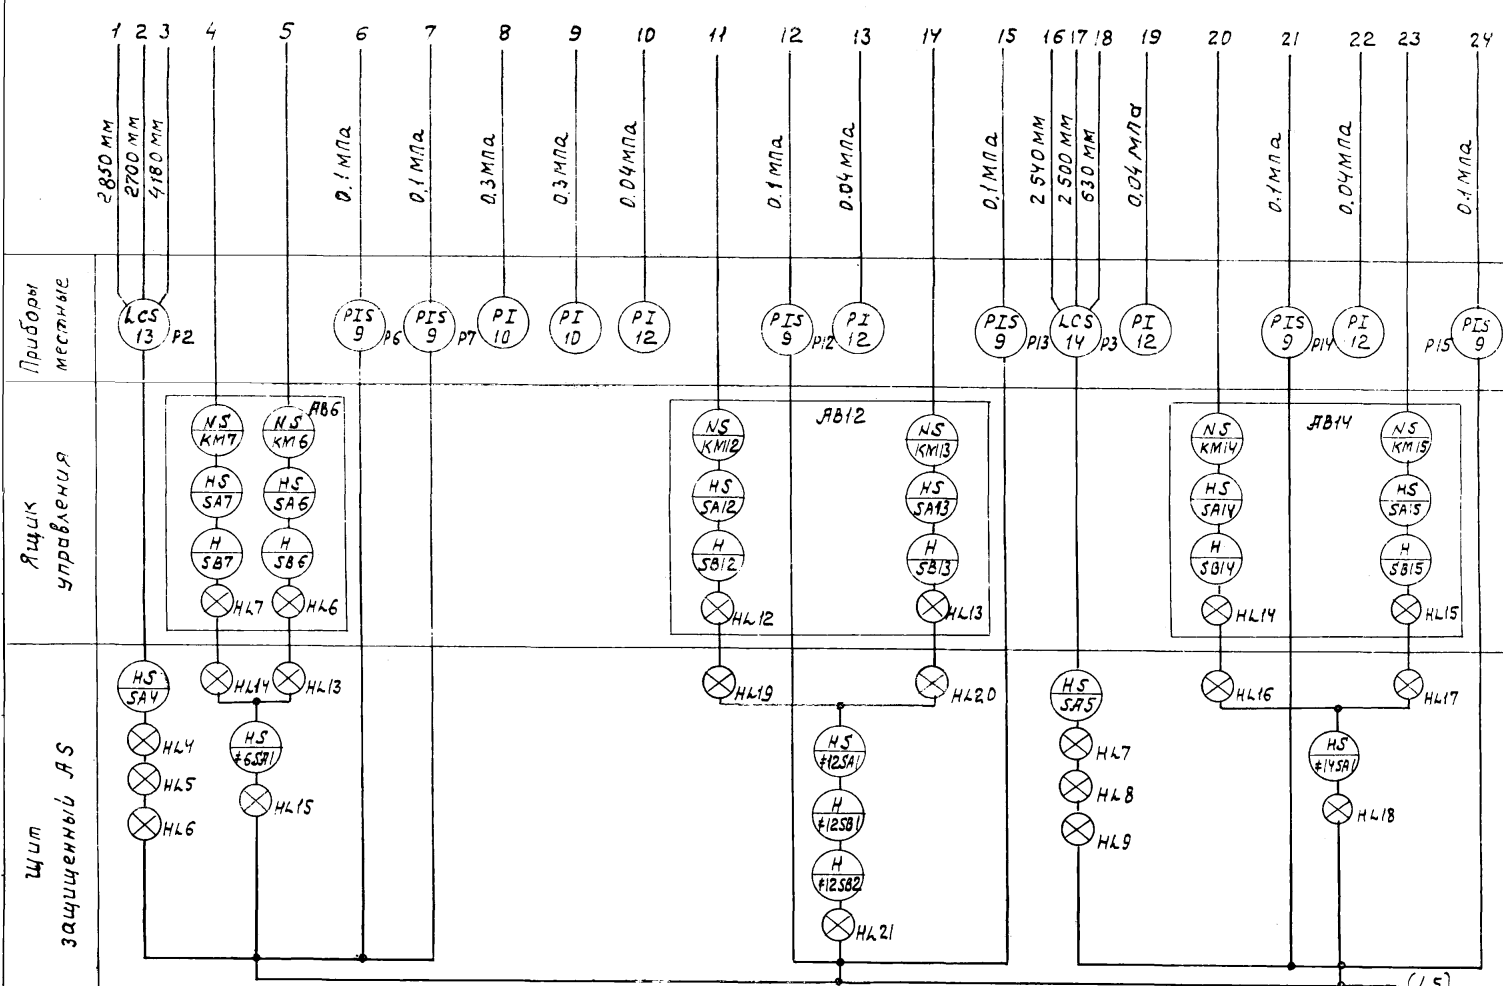 1 2 3 4 5 6 7 8 9 10 11 12 13 14 15 16 17 18 19 20 21 22 23 24
2850 мм
2700 мм
4180 мм
0.1 мпа
0.1 мпа
0.3 мпа
0.3 мпа
0.04 мпа
0.1 мпа
0.04 мпа
0.1 мпа
2540 мм
2500 мм
630 мм
0.04 мпа
0.1 мпа
0.04 мпа
0.1 мпа
Приборы
местные
LCS
13
P2
PIS
9
P6
PIS
9
P7
PI
10
PI
10
PI
12
PIS
9
P12
PI
12
PIS
9
P13
LCS
14
P3
PI
12
PIS
9
P14
PI
12
P15
PIS
9
Ящик
управления
AB6
NS
KM7
NS
KM6
HS
SA7
HS
SA6
H
SB7
H
SB6
HL7
HL6
AB12
NS
KM12
NS
KM13
HS
SA12
HS
SA13
H
SB12
H
SB13
HL12
HL13
AB14
NS
KM14
NS
KM15
HS
SA14
HS
SA15
H
SB14
H
SB15
HL14
HL15
Щит
защищенный AS
HS
SA4
HL4
HL5
HL6
HL14
HL13
HS
≠6SA1
HL15
HL19
HL20
HS
≠12SA1
H
≠12SB1
H
≠12SB2
HL21
HS
SA5
HL7
HL8
HL9
HL16
HL17
HS
≠14SA1
HL18